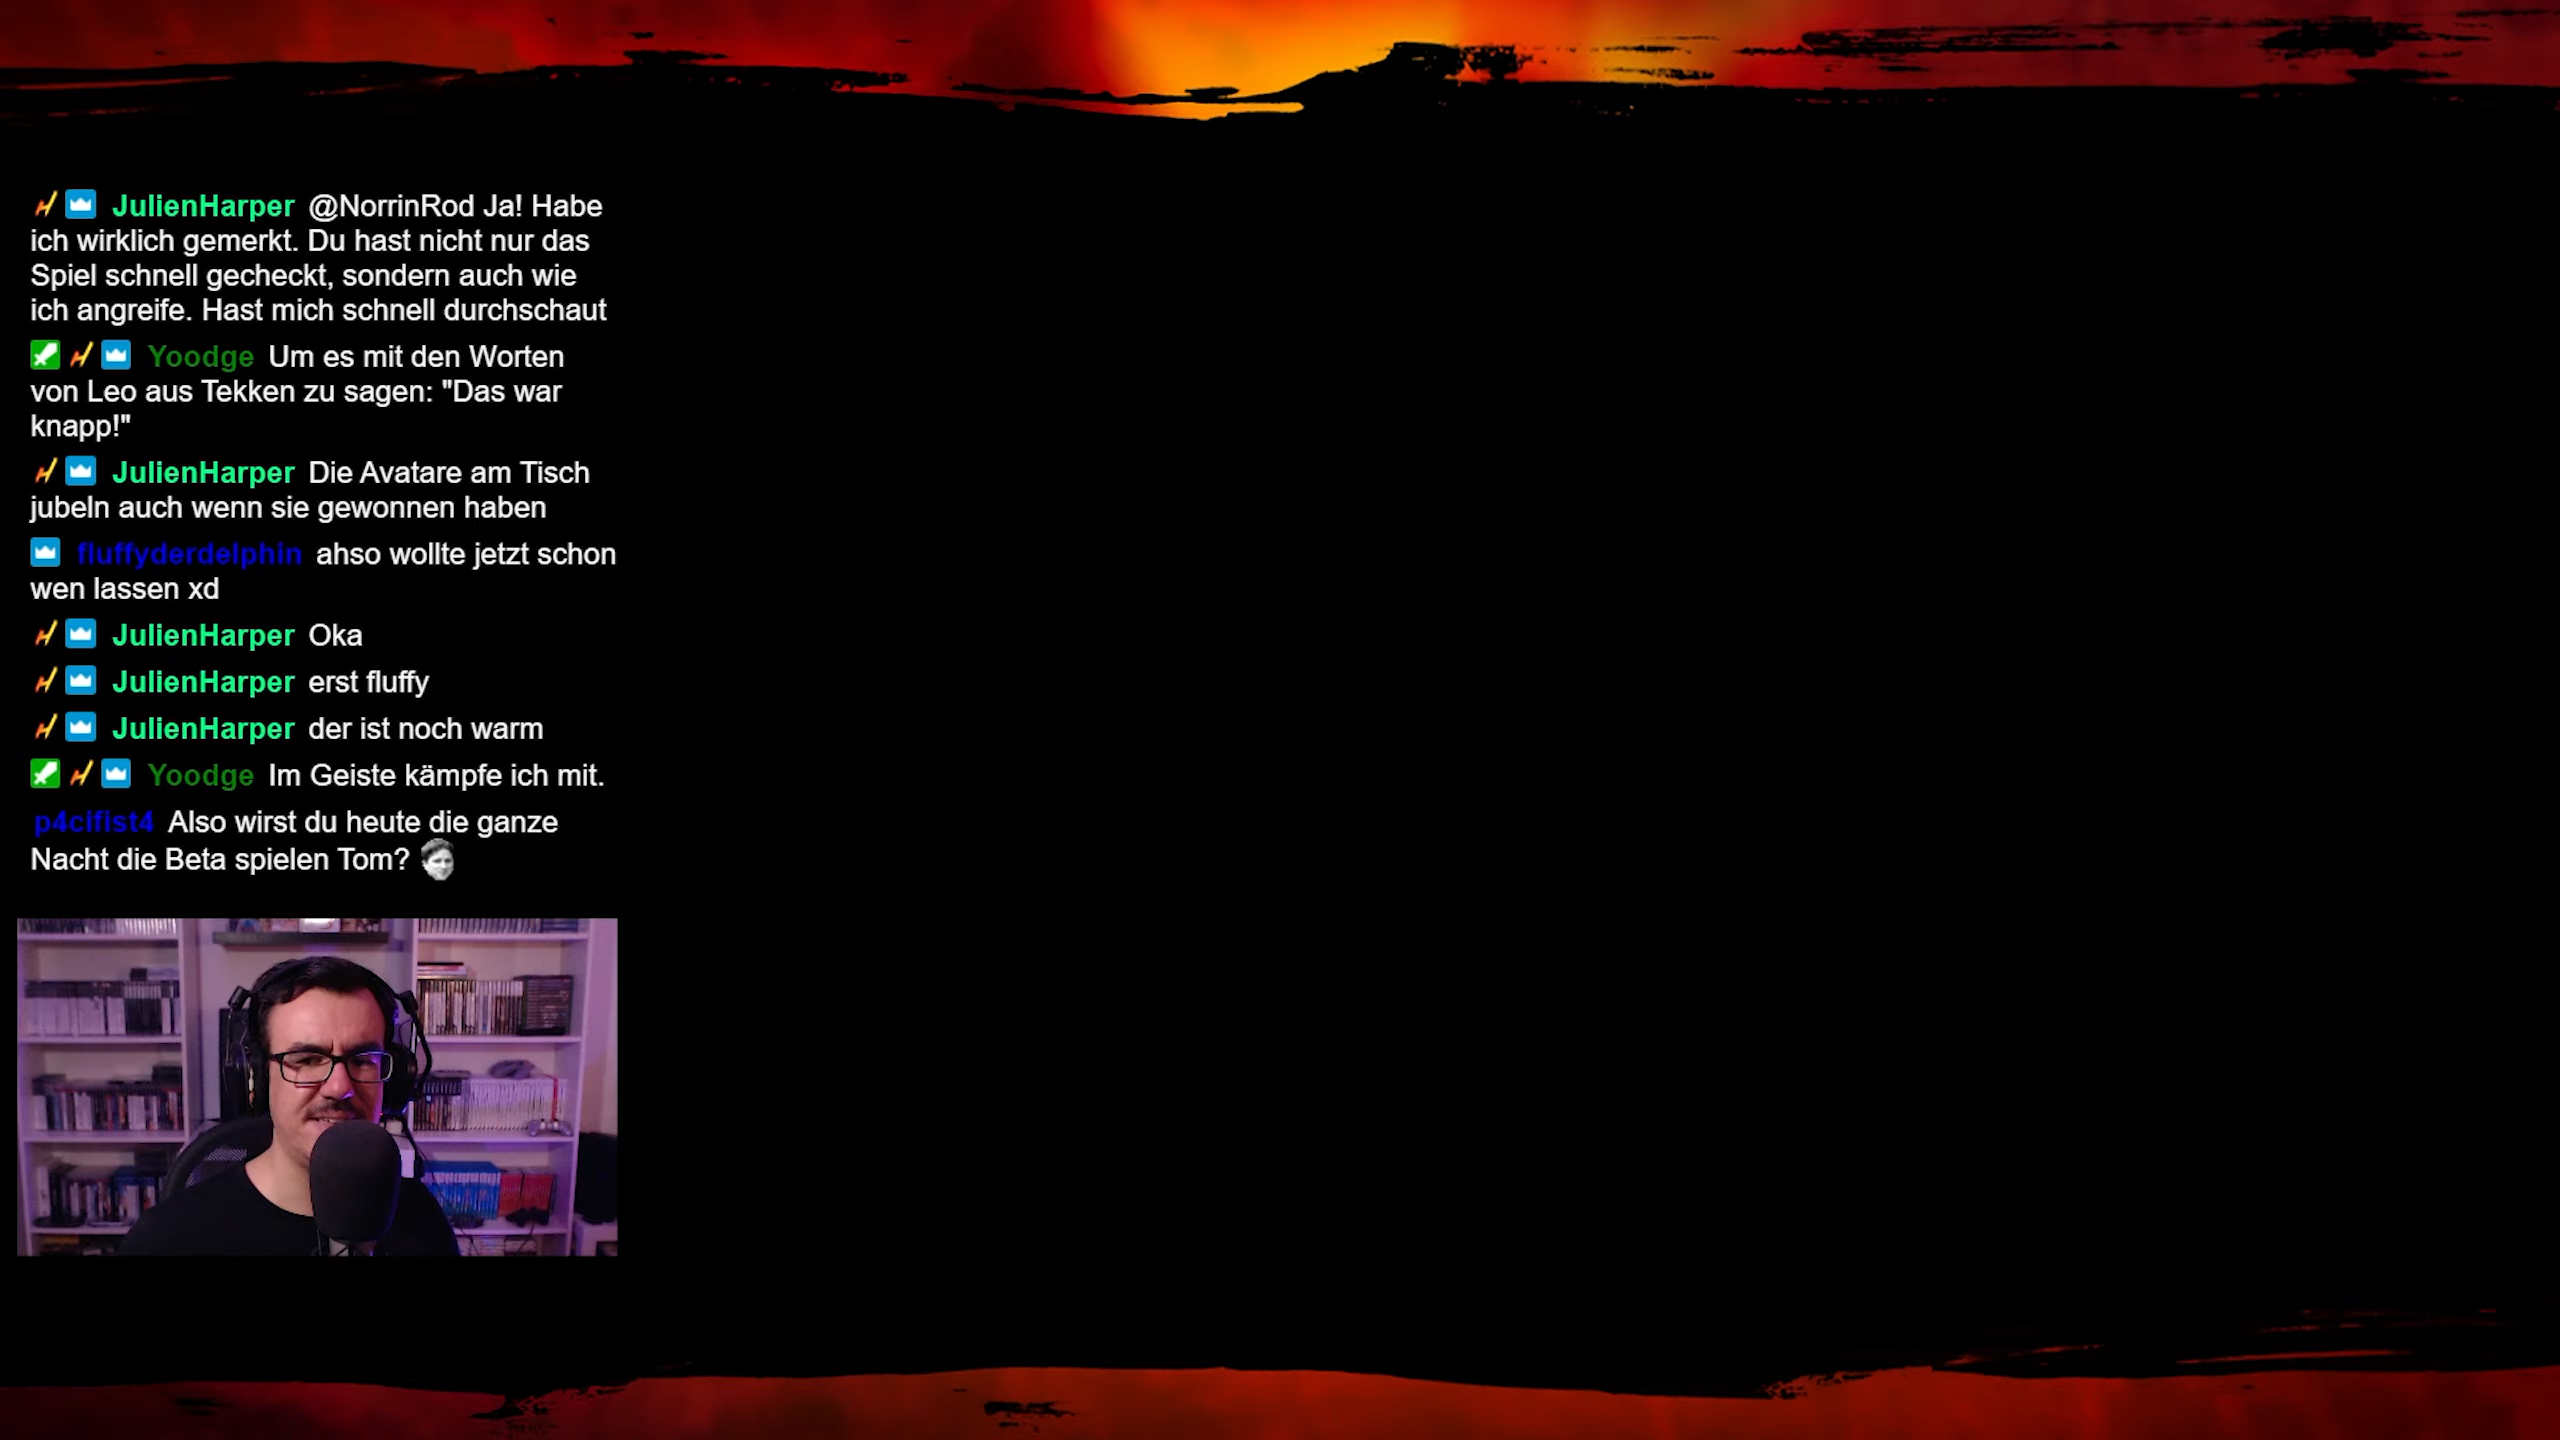 JulienHarper @NorrinRod Ja! Habe
ich wirklich gemerkt. Du hast nicht nur das
Spiel schnell gecheckt, sondern auch wie
ich angreife. Hast mich schnell durchschaut
Yoodge Um es mit den Worten
von Leo aus Tekken zu sagen: "Das war
knapp!"
JulienHarper Die Avatare am Tisch
jubeln auch wenn sie gewonnen haben
fluffyderdelphin ahso wollte jetzt schon
wen lassen xd
JulienHarper Oka
JulienHarper erst fluffy
JulienHarper der ist noch warm
Yoodge Im Geiste kämpfe ich mit.
p4cifist4 Also wirst du heute die ganze
Nacht die Beta spielen Tom?